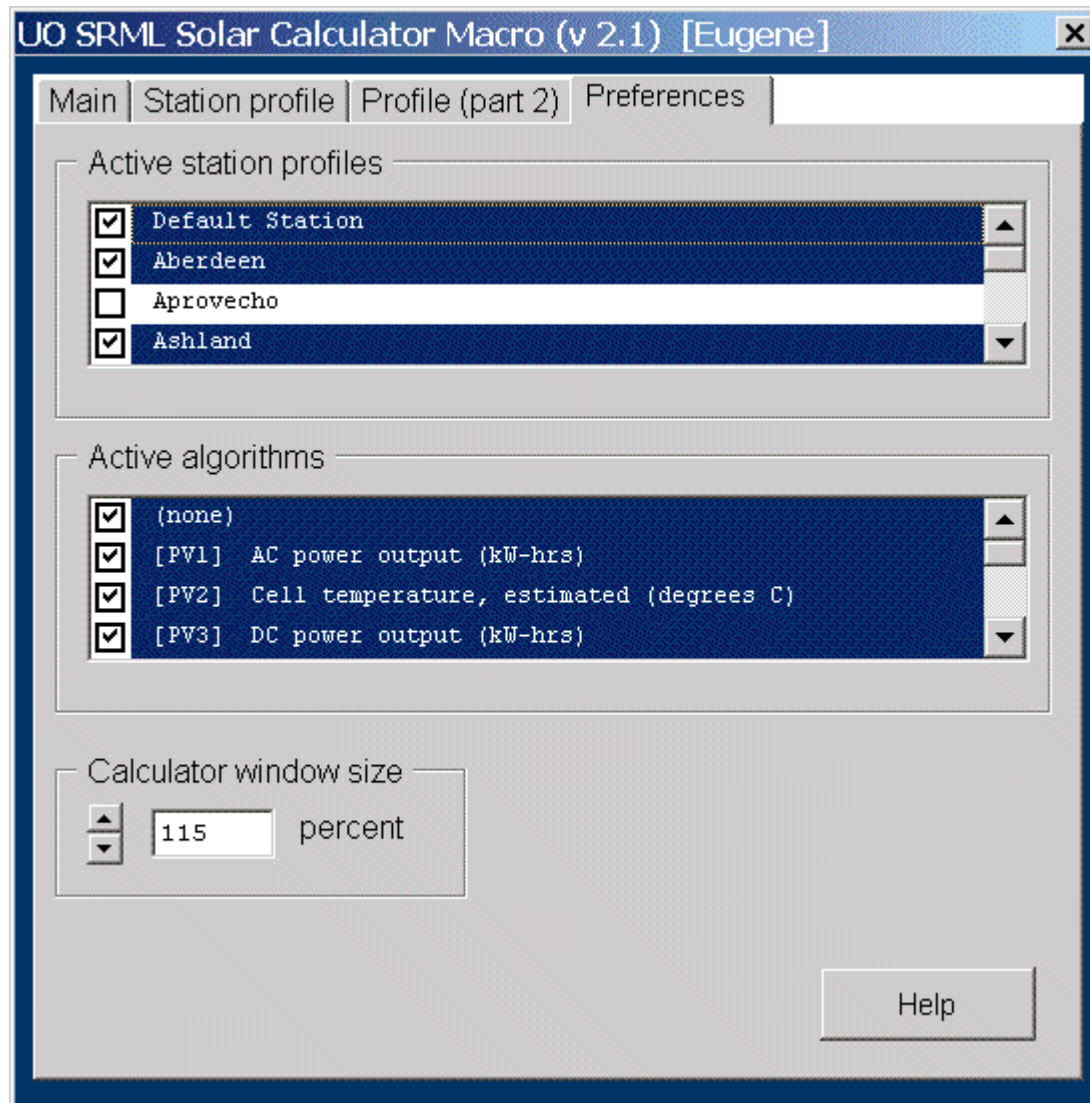 UO SRML Solar Calculator Macro (v 2.1) [Eugene]
Main Station profile Profile (part 2) Preferences
Active station profiles
Default Station
Aberdeen
Aprovecho
Ashland
Active algorithms
(none)
[PV1] AC power output (kW-hrs)
[PV2] Cell temperature, estimated (degrees C)
[PV3] DC power output (kW-hrs)
Calculator window size
115 percent
Help